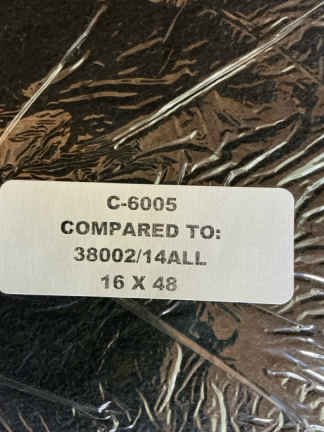 C-6005
COMPARED TO:
38002/14ALL
16 X 48